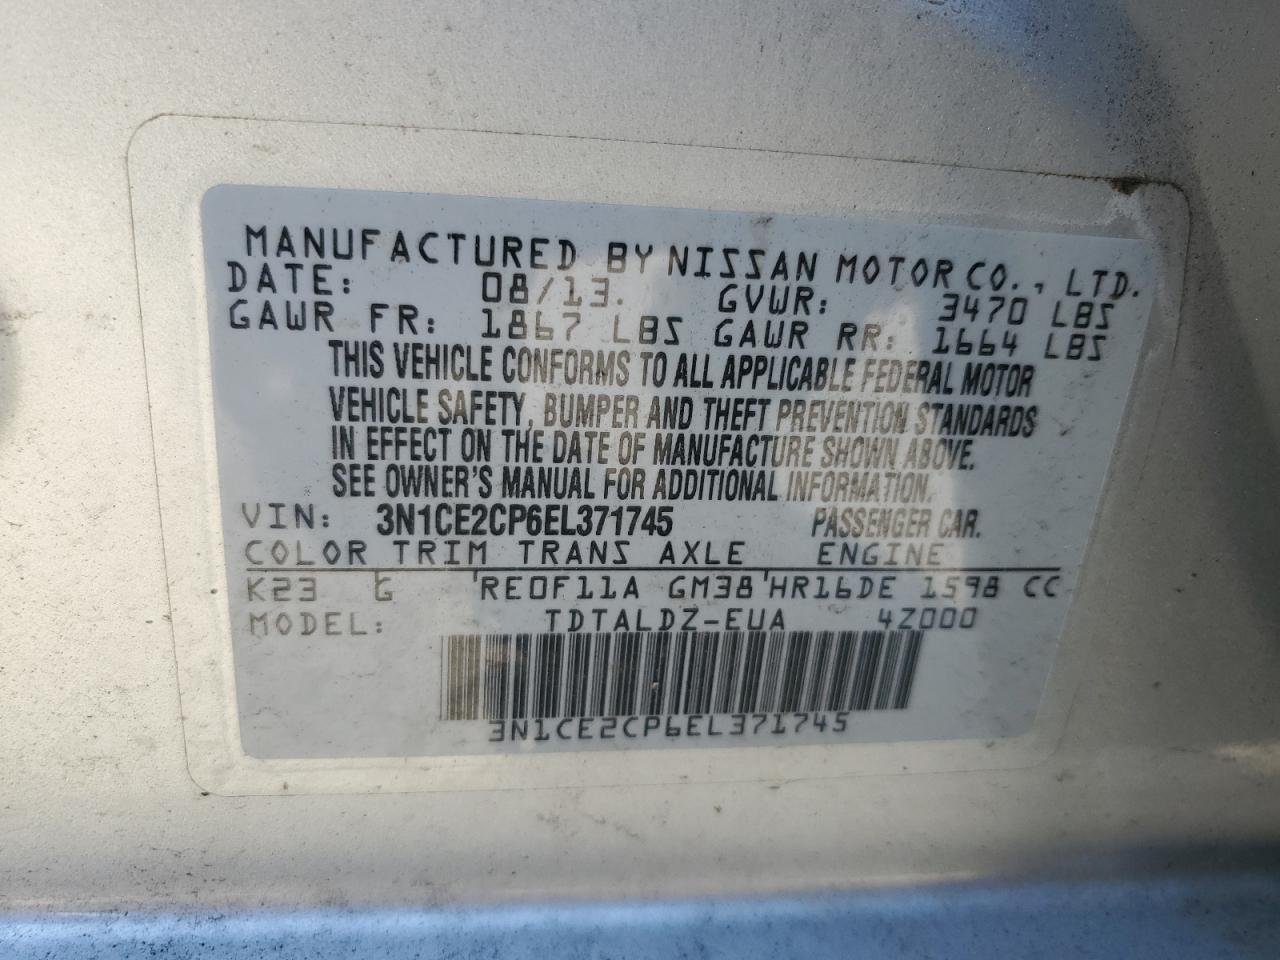 MANUFACTURED BY NISSAN MOTOR CO., LTD.
DATE: 08/13. GVWR: 3470 LBS
GAWR FR: 1867 LBS GAWR RR: 1664 LBS
THIS VEHICLE CONFORMS TO ALL APPLICABLE FEDERAL MOTOR
VEHICLE SAFETY, BUMPER AND THEFT PREVENTION STANDARDS
IN EFFECT ON THE DATE OF MANUFACTURE SHOWN ABOVE.
SEE OWNER'S MANUAL FOR ADDITIONAL INFORMATION.
VIN: 3N1CE2CP6EL371745 PASSENGER CAR.
COLOR TRIM TRANS AXLE ENGINE
K23 G 'RE0F11A GM38'HR16DE 1598 CC
MODEL: TDTALDZ-EUA 4Z000
3N1CE2CP6EL371745